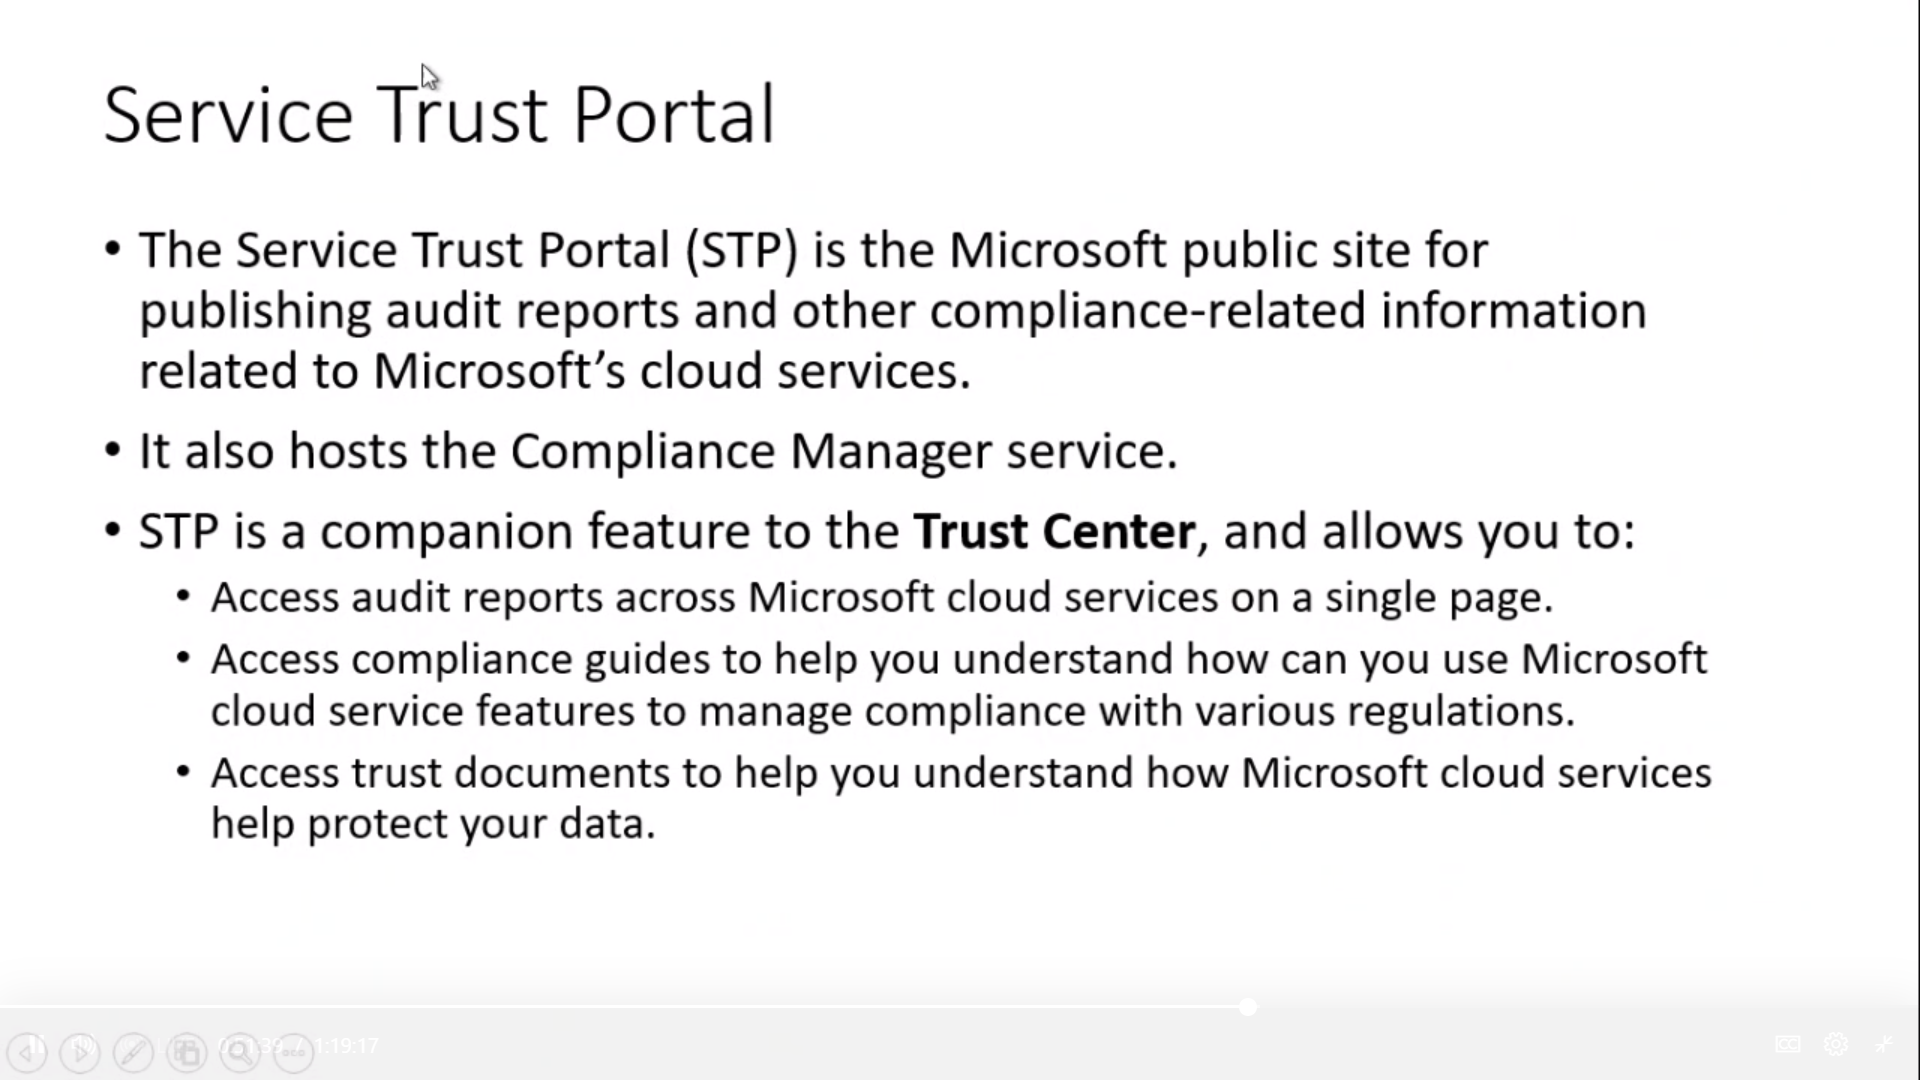 Service Trust Portal
• The Service Trust Portal (STP) is the Microsoft public site for
publishing audit reports and other compliance-related information
related to Microsoft’s cloud services.
• It also hosts the Compliance Manager service.
• STP is a companion feature to the Trust Center, and allows you to:
• Access audit reports across Microsoft cloud services on a single page.
• Access compliance guides to help you understand how can you use Microsoft
cloud service features to manage compliance with various regulations.
• Access trust documents to help you understand how Microsoft cloud services
help protect your data.
0:51:39 / 1:19:17
CC